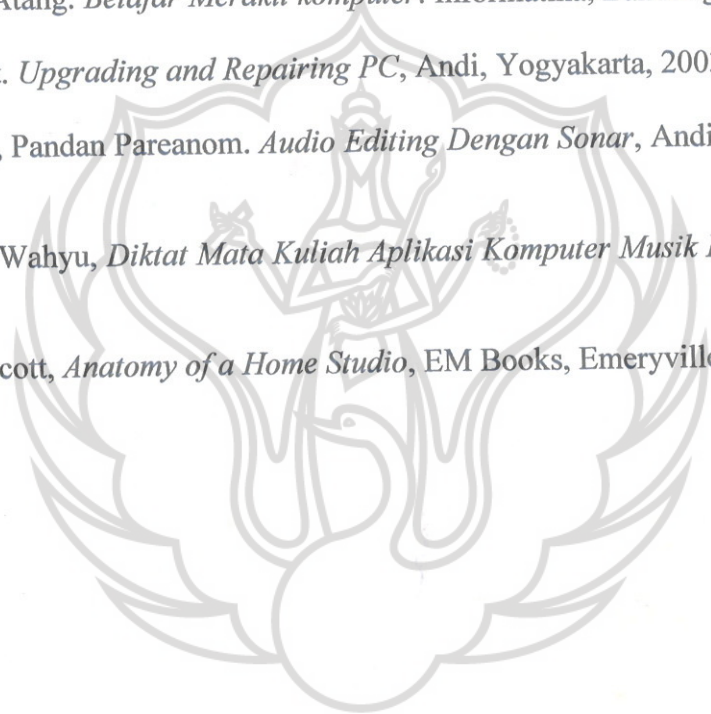 Atang. Belajar Merakit komputer. Informatika,
. Upgrading and Repairing PC, Andi, Yogyakarta, 200
, Pandan Pareanom. Audio Editing Dengan Sonar, Andi
Wahyu, Diktat Mata Kuliah Aplikasi Komputer Musik
cott, Anatomy of a Home Studio, EM Books, Emeryville